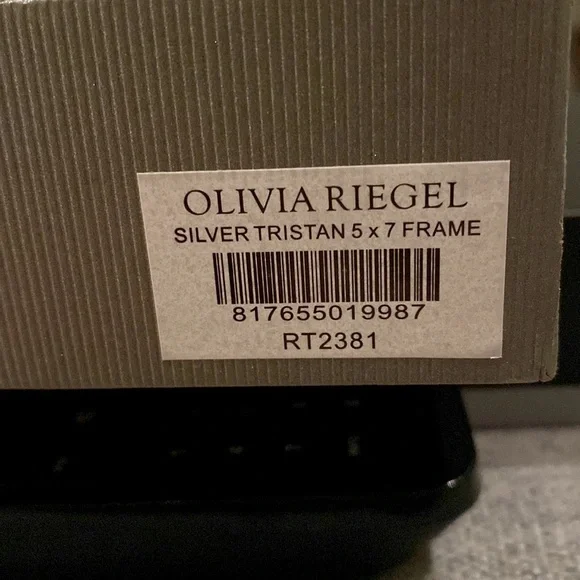 OLIVIA RIEGEL
SILVER TRISTAN 5 x 7 FRAME
817655019987
RT2381